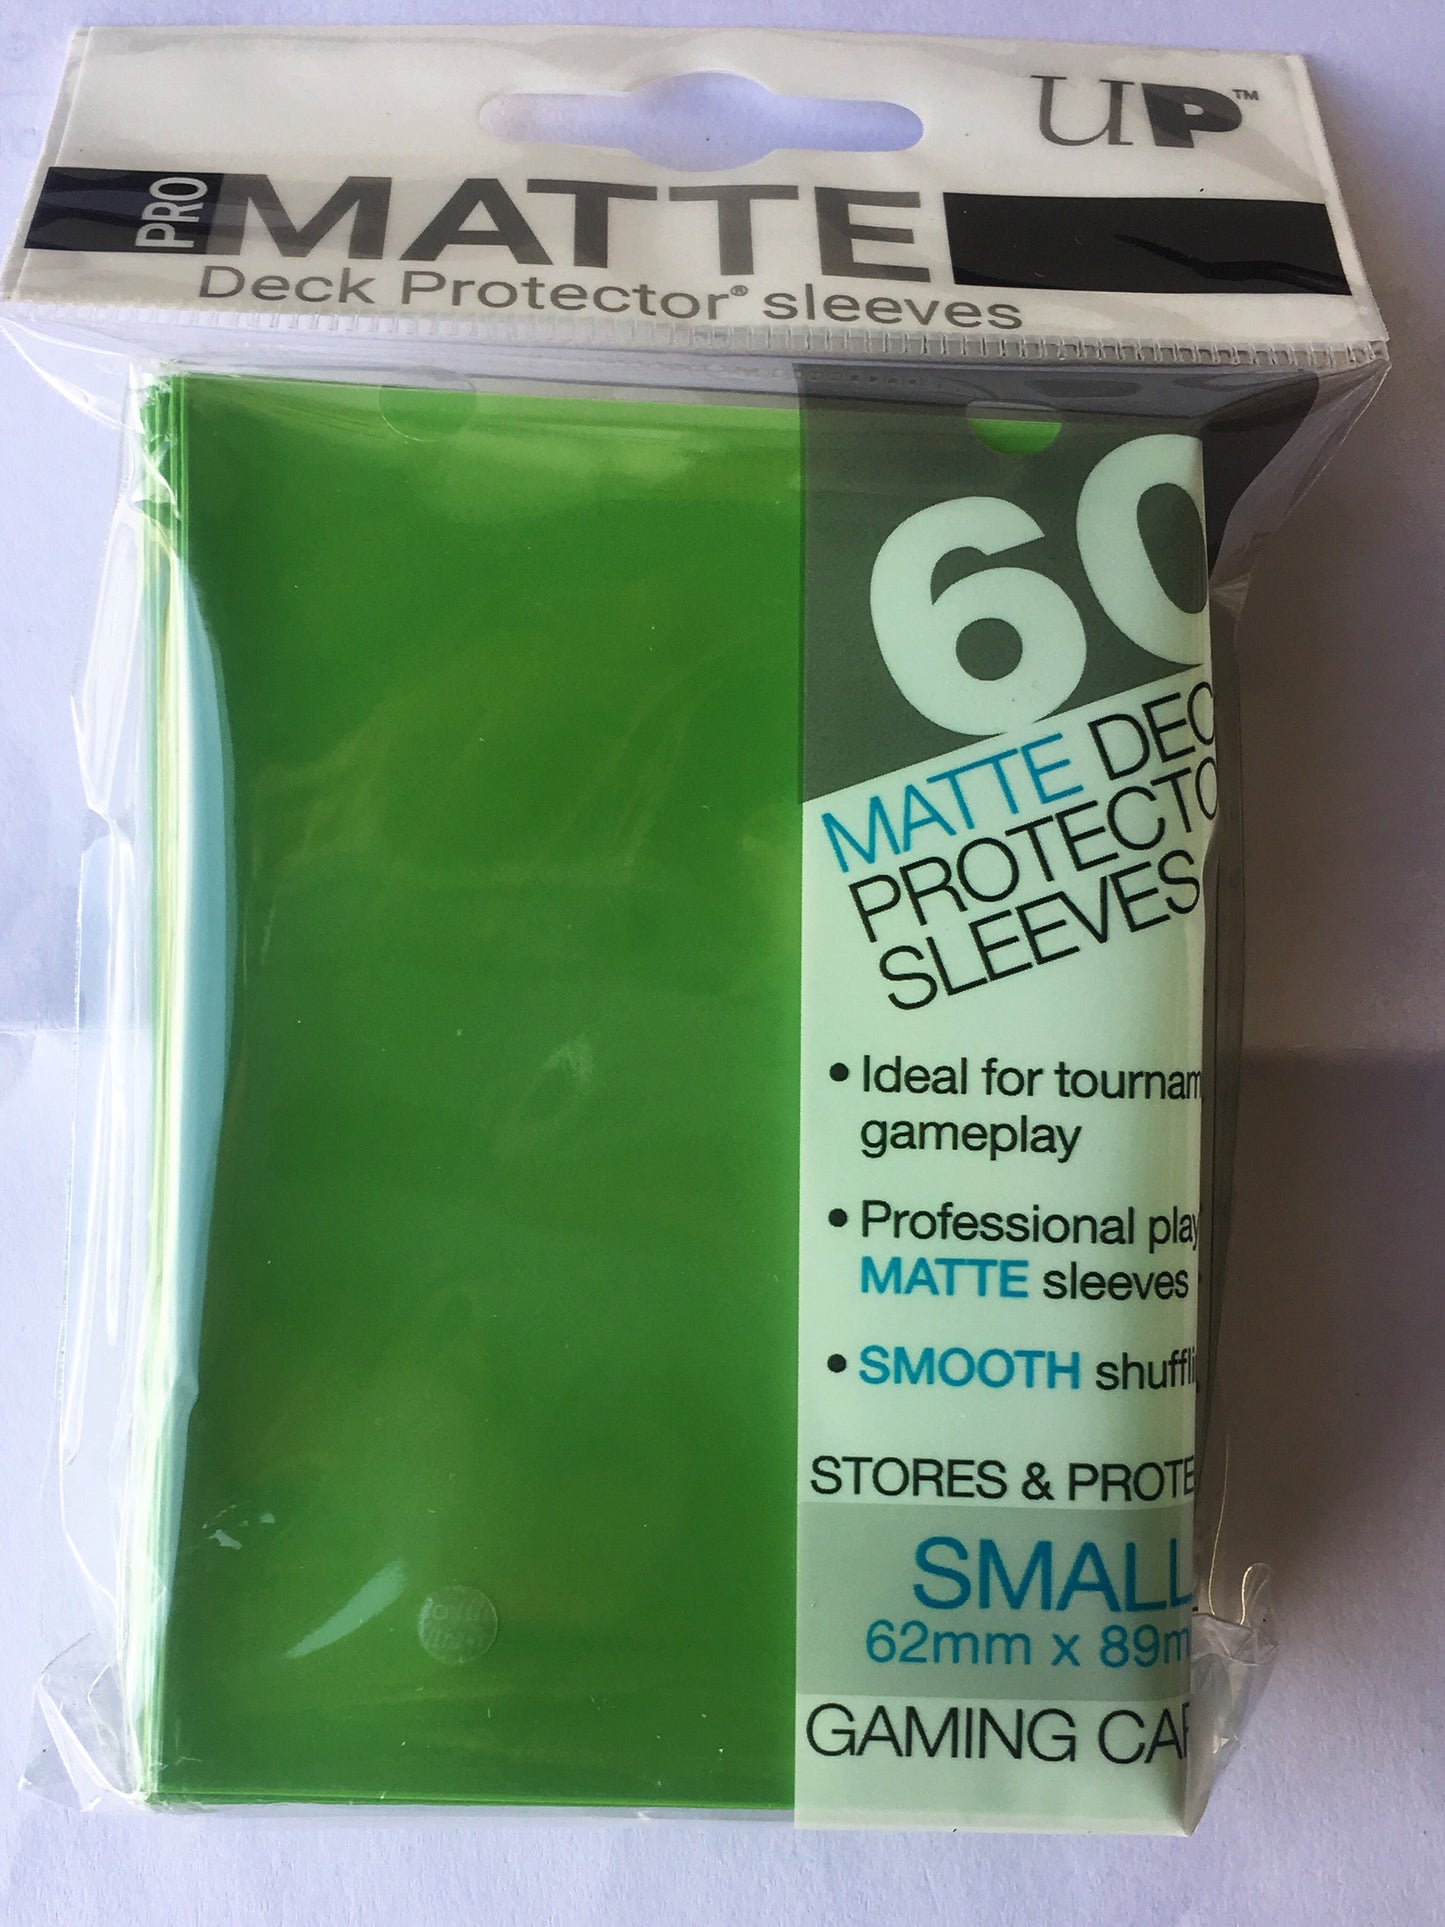 UP™
PRO
MATTE
Deck Protector® sleeves
60
MATTE DEC
PROTECTO
SLEEVES
• Ideal for tournam
gameplay
• Professional play
MATTE sleeves
• SMOOTH shuffli
STORES & PROTE
SMALL
62mm x 89m
GAMING CAR